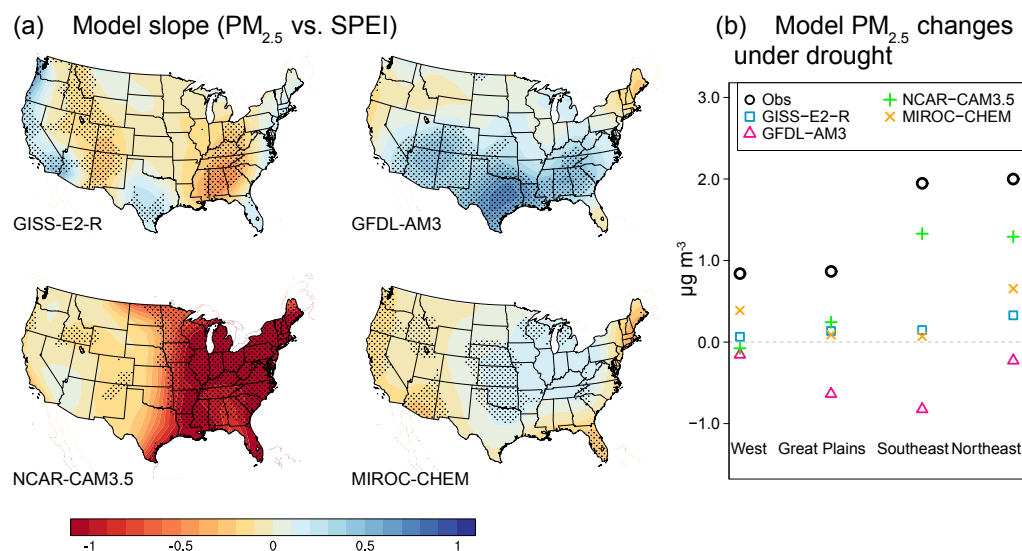 (a) Model slope (PM2.5 vs. SPEI)
(b) Model PM2.5 changes
under drought
GISS-E2-R
GFDL-AM3
NCAR-CAM3.5
MIROC-CHEM
-1 -0.5 0 0.5 1
3.0
2.0
1.0
0.0
−1.0
μg m-3
Obs
GISS−E2−R
GFDL−AM3
NCAR−CAM3.5
MIROC−CHEM
West Great Plains Southeast Northeast